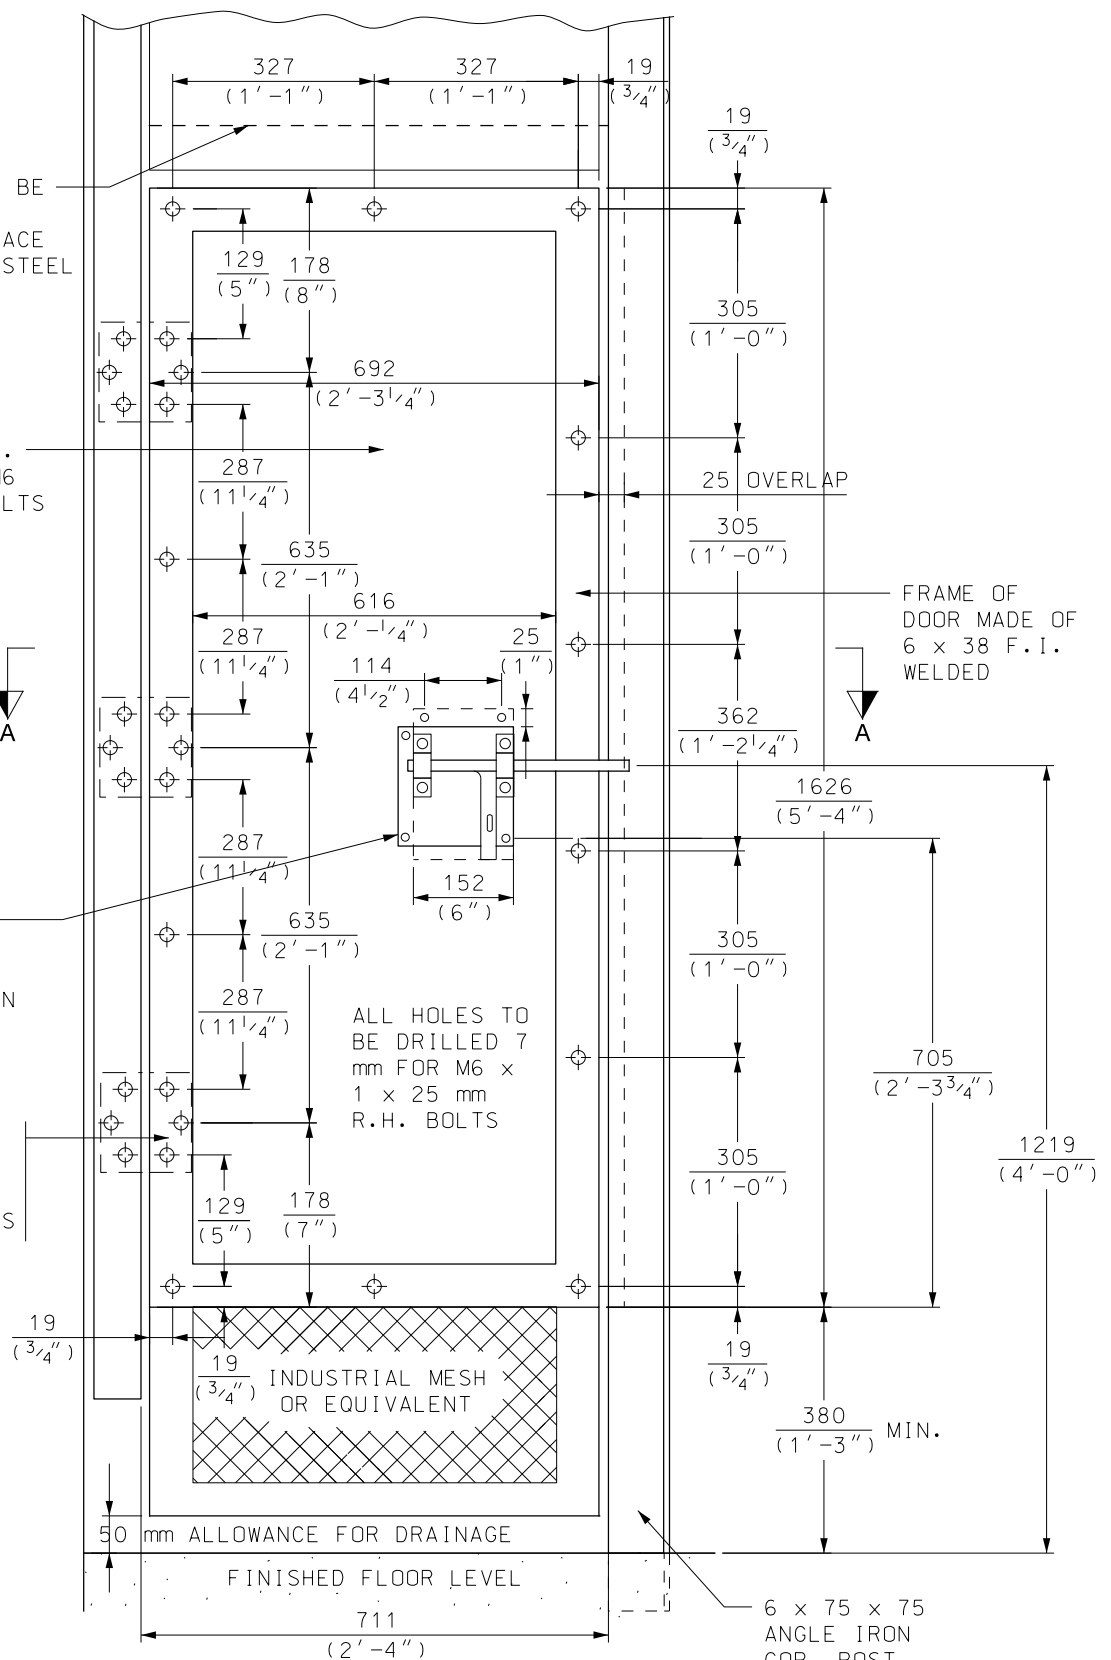 327
(1'-1")
327
(1'-1")
19
(3/4")
19
(3/4")
BE
ACE
STEEL
129
(5")
178
(8")
305
(1'-0")
692
(2'-3 1/4")
LTS
287
(11 1/4")
25 OVERLAP
635
(2'-1")
305
(1'-0")
616
(2'-1/4")
FRAME OF
DOOR MADE OF
6 x 38 F.I.
WELDED
287
(11 1/4")
25
(1")
114
(4 1/2")
A
A
362
(1'-2 1/4")
1626
(5'-4")
287
(11 1/4")
152
(6")
635
(2'-1")
305
(1'-0")
N
287
(11 1/4")
ALL HOLES TO
BE DRILLED 7
mm FOR M6 x
1 x 25 mm
R.H. BOLTS
705
(2'-3 3/4")
1219
(4'-0")
305
(1'-0")
S
129
(5")
178
(7")
19
(3/4")
19
(3/4")
INDUSTRIAL MESH
OR EQUIVALENT
19
(3/4")
380
(1'-3")
MIN.
50 mm ALLOWANCE FOR DRAINAGE
FINISHED FLOOR LEVEL
711
(2'-4")
6 x 75 x 75
ANGLE IRON